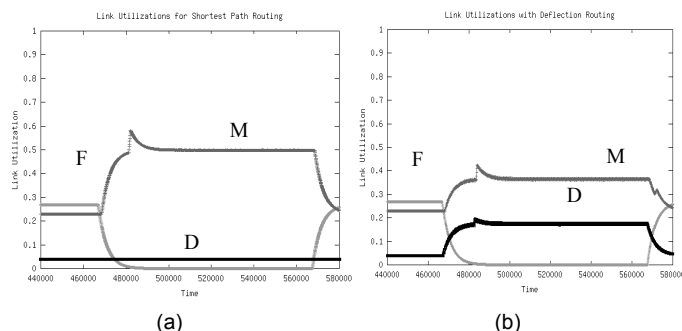 Link Utilizations for Shortest Path Routing
1
0.9
0.8
0.7
0.6
0.5
0.4
0.3
0.2
0.1
0
Link Utilization
F
M
D
440000 460000 480000 500000 520000 540000 560000 580000
Time
(a)
Link Utilizations with Deflection Routing
1
0.9
0.8
0.7
0.6
0.5
0.4
0.3
0.2
0.1
0
Link Utilization
F
M
D
440000 460000 480000 500000 520000 540000 560000 580000
Time
(b)